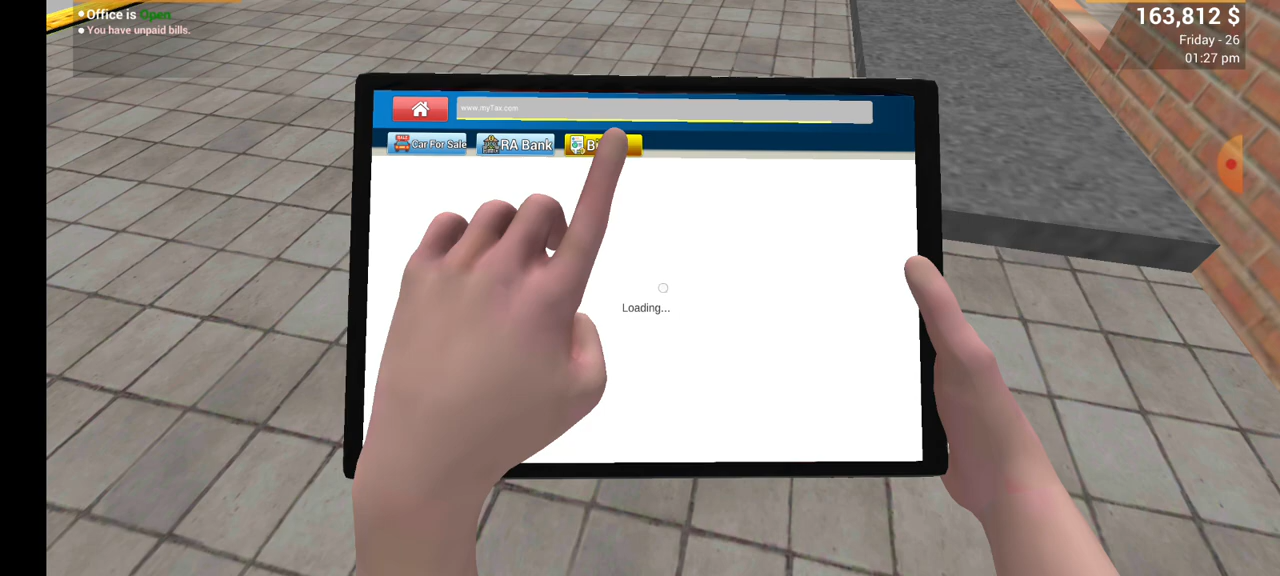 Office is Open
You have unpaid bills.
163,812 $
Friday - 26
01:27 pm
www.myTax.com
SALE
Car For Sale
RA Bank
Loading...